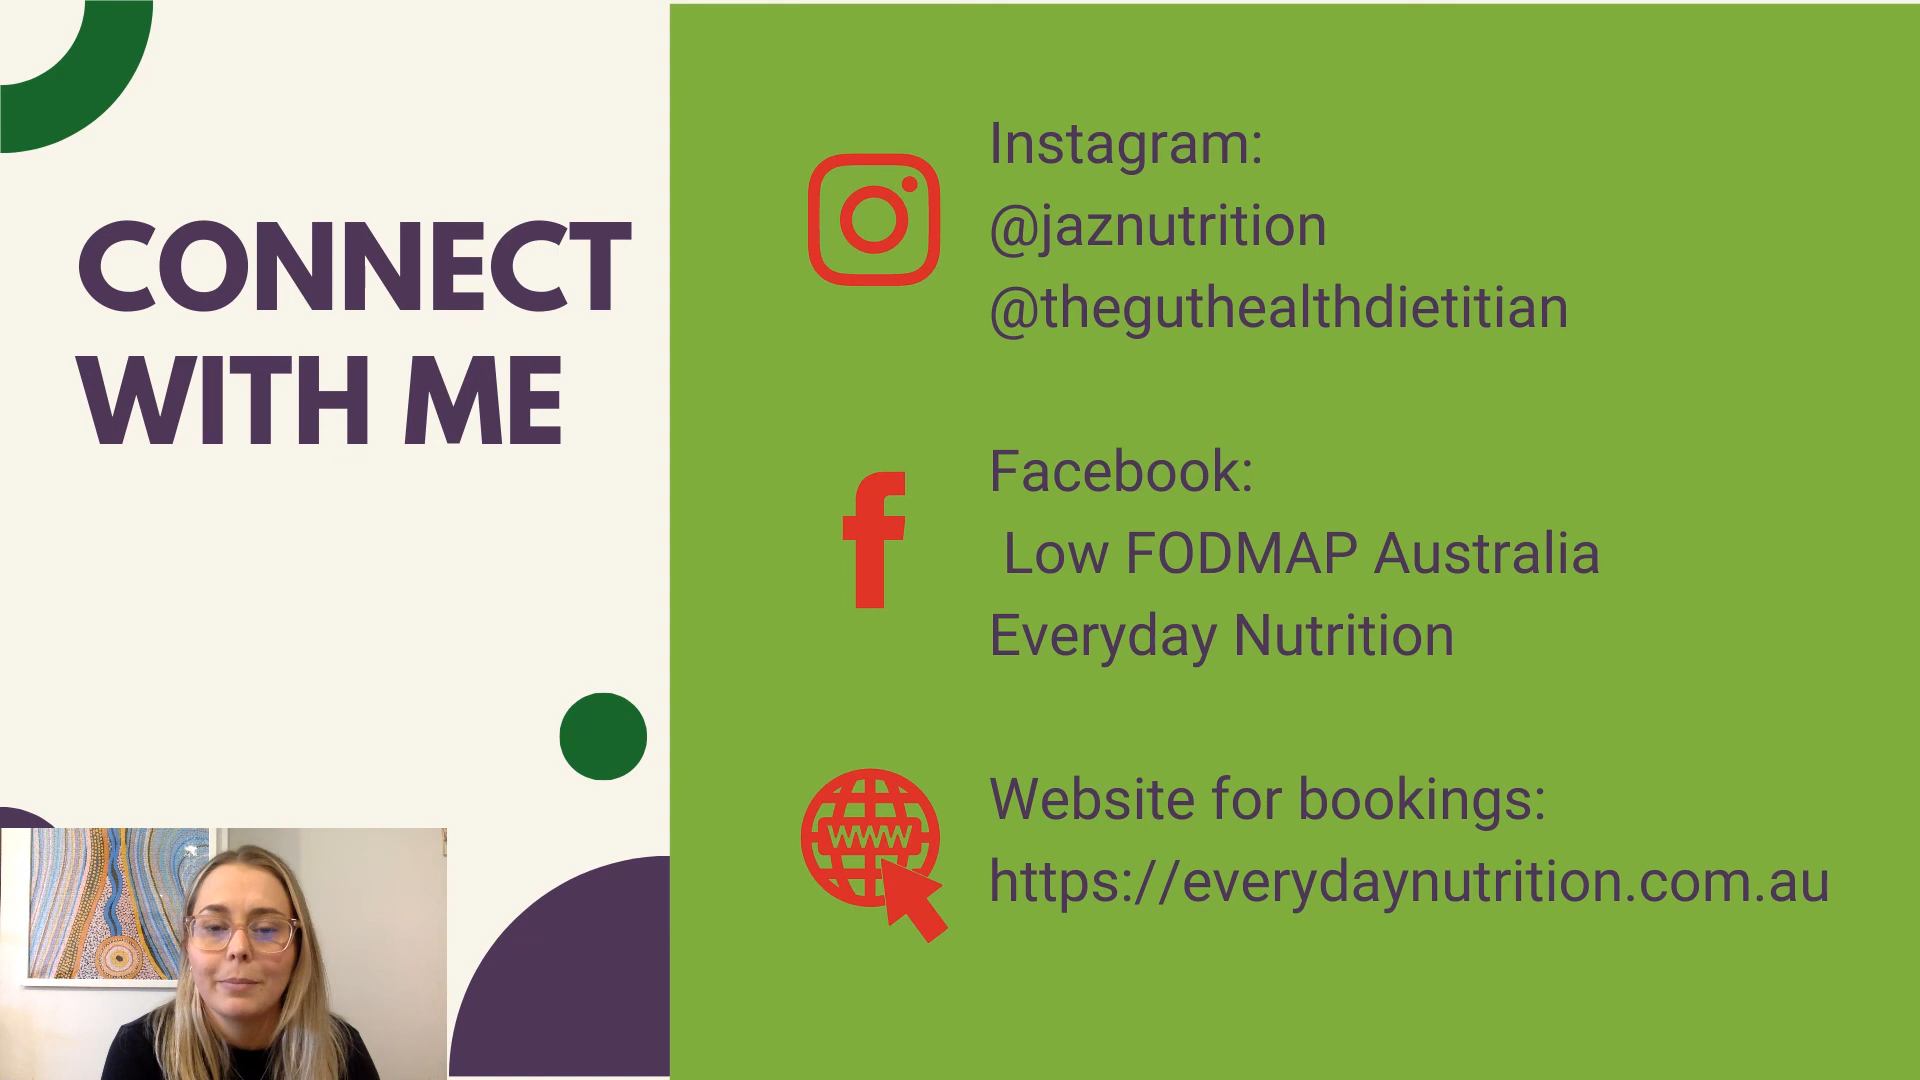 CONNECT
WITH ME
Instagram:
@jaznutrition
@theguthealthdietitian
Facebook:
Low FODMAP Australia
Everyday Nutrition
WWW
Website for bookings:
https://everydaynutrition.com.au